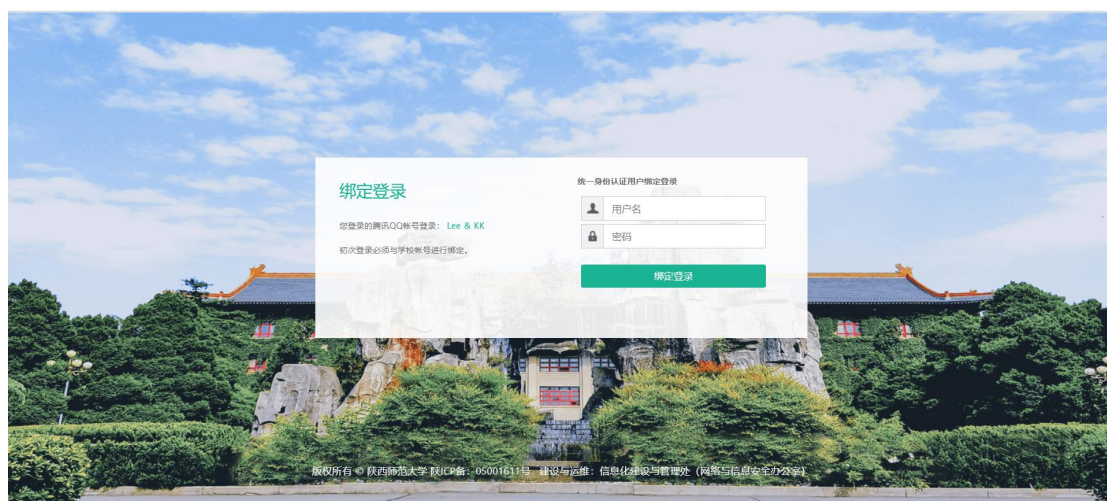 绑定登录
您登录的腾讯QQ帐号登录： Lee & KK
初次登录必须与学校帐号进行绑定。
统一身份认证用户绑定登录
用户名
密码
绑定登录
版权所有 © 陕西师范大学 陕ICP备：05001611号 建设与运维：信息化建设与管理处（网络与信息安全办公室）